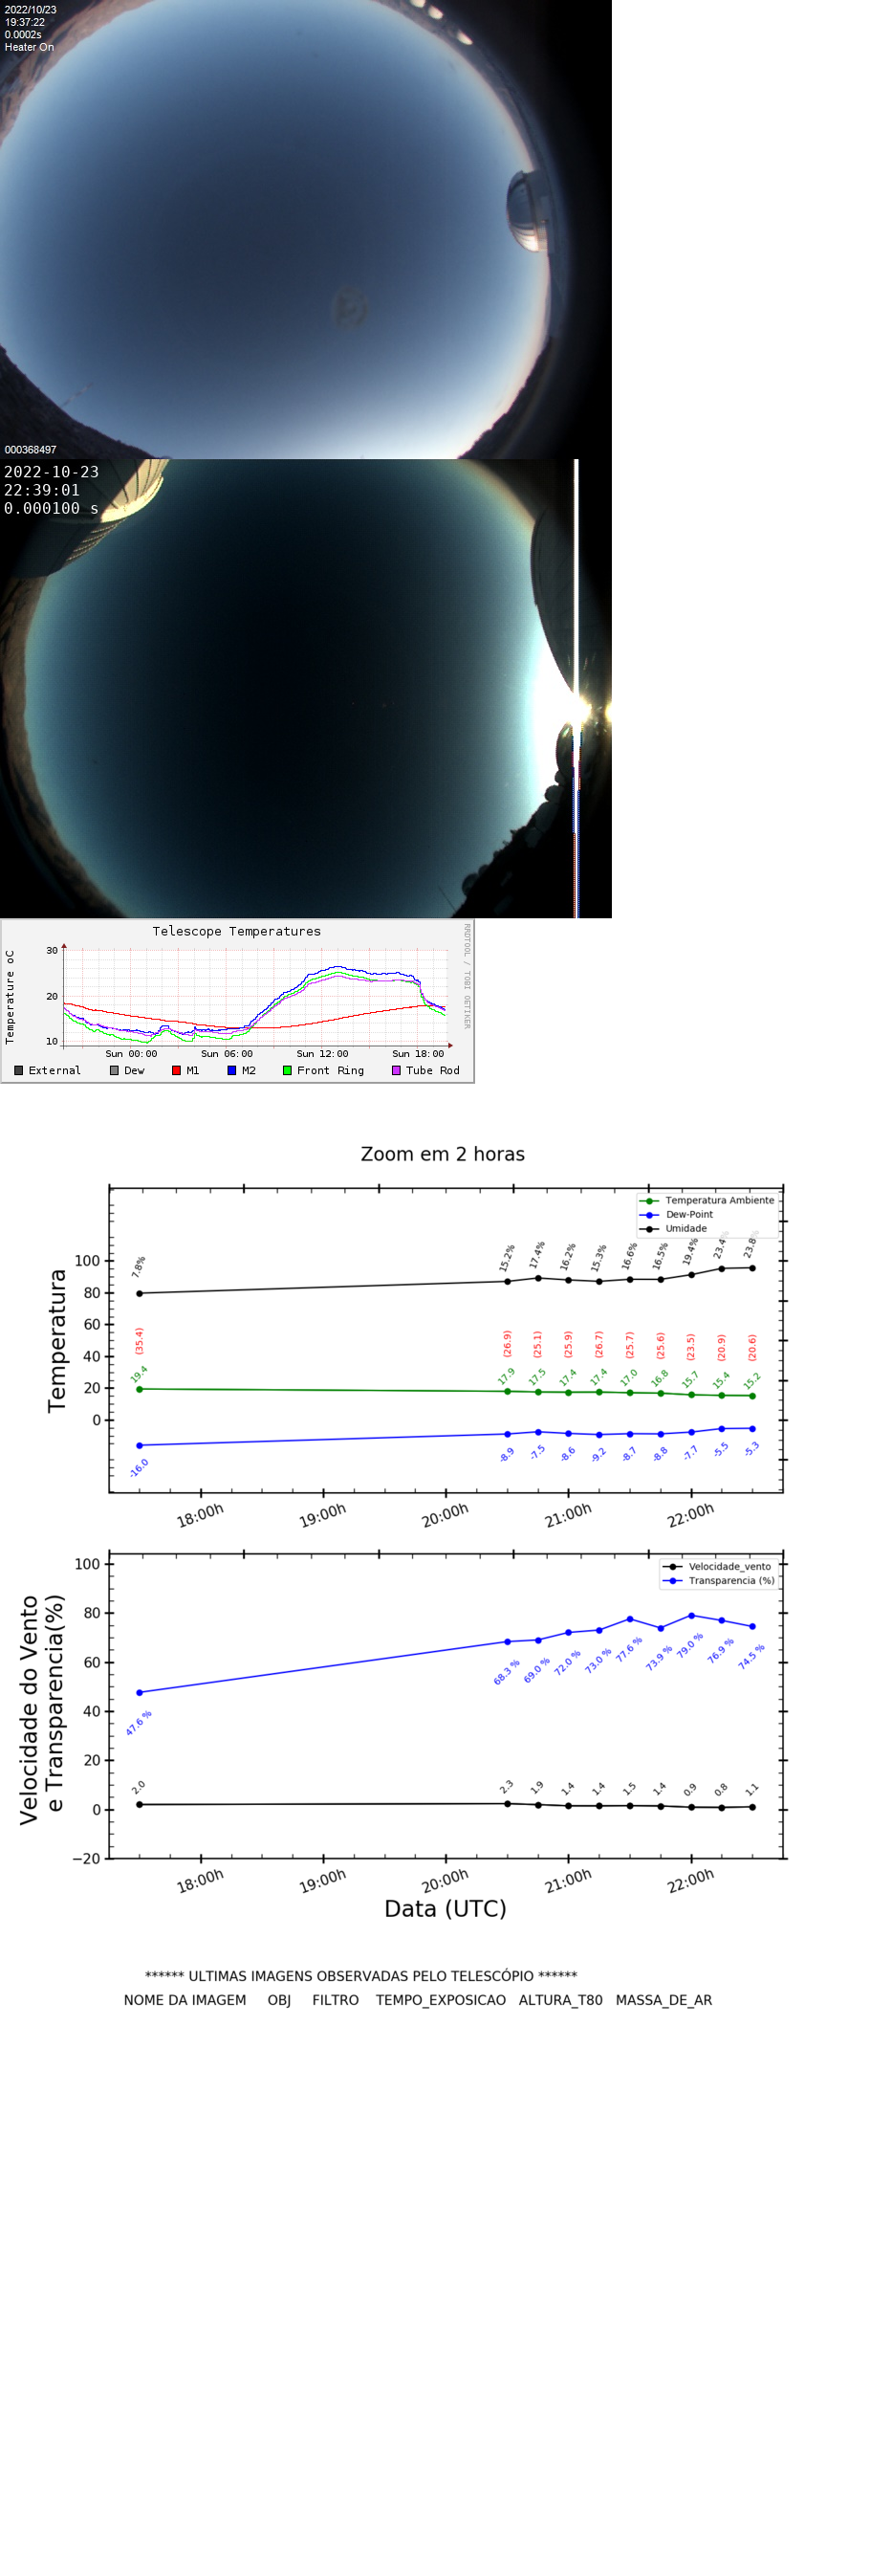 2022/10/23
19:37:22
0.0002s
Heater On
000368497
2022-10-23
22:39:01
0.000100 s
Telescope Temperatures
RRDTOOL / TOBI OETIKER
Temperature oC
30
20
10
Sun 00:00 Sun 06:00 Sun 12:00 Sun 18:00
External Dew M1 M2 Front Ring Tube Rod
Zoom em 2 horas
Temperatura Ambiente
Dew-Point
Umidade
Temperatura
100
80
60
40
20
0
7.8% 15.2% 17.4% 16.2% 15.3% 16.6% 16.5% 19.4% 23.4% 23.8%
(35.4) (26.9) (25.1) (25.9) (26.7) (25.7) (25.6) (23.5) (20.9) (20.6)
19.4 17.9 17.5 17.4 17.4 17.0 16.8 15.7 15.4 15.2
-16.0 -8.9 -7.5 -8.6 -9.2 -8.7 -8.8 -7.7 -5.5 -5.3
18:00h 19:00h 20:00h 21:00h 22:00h
Velocidade_vento
Transparencia (%)
Velocidade do Vento
e Transparencia(%)
100
80
60
40
20
0
−20
47.6 % 68.3 % 69.0 % 72.0 % 73.0 % 77.6 % 73.9 % 79.0 % 76.9 % 74.5 %
2.0 2.3 1.9 1.4 1.4 1.5 1.4 0.9 0.8 1.1
18:00h 19:00h 20:00h 21:00h 22:00h
Data (UTC)
****** ULTIMAS IMAGENS OBSERVADAS PELO TELESCÓPIO ******
NOME DA IMAGEM OBJ FILTRO TEMPO_EXPOSICAO ALTURA_T80 MASSA_DE_AR